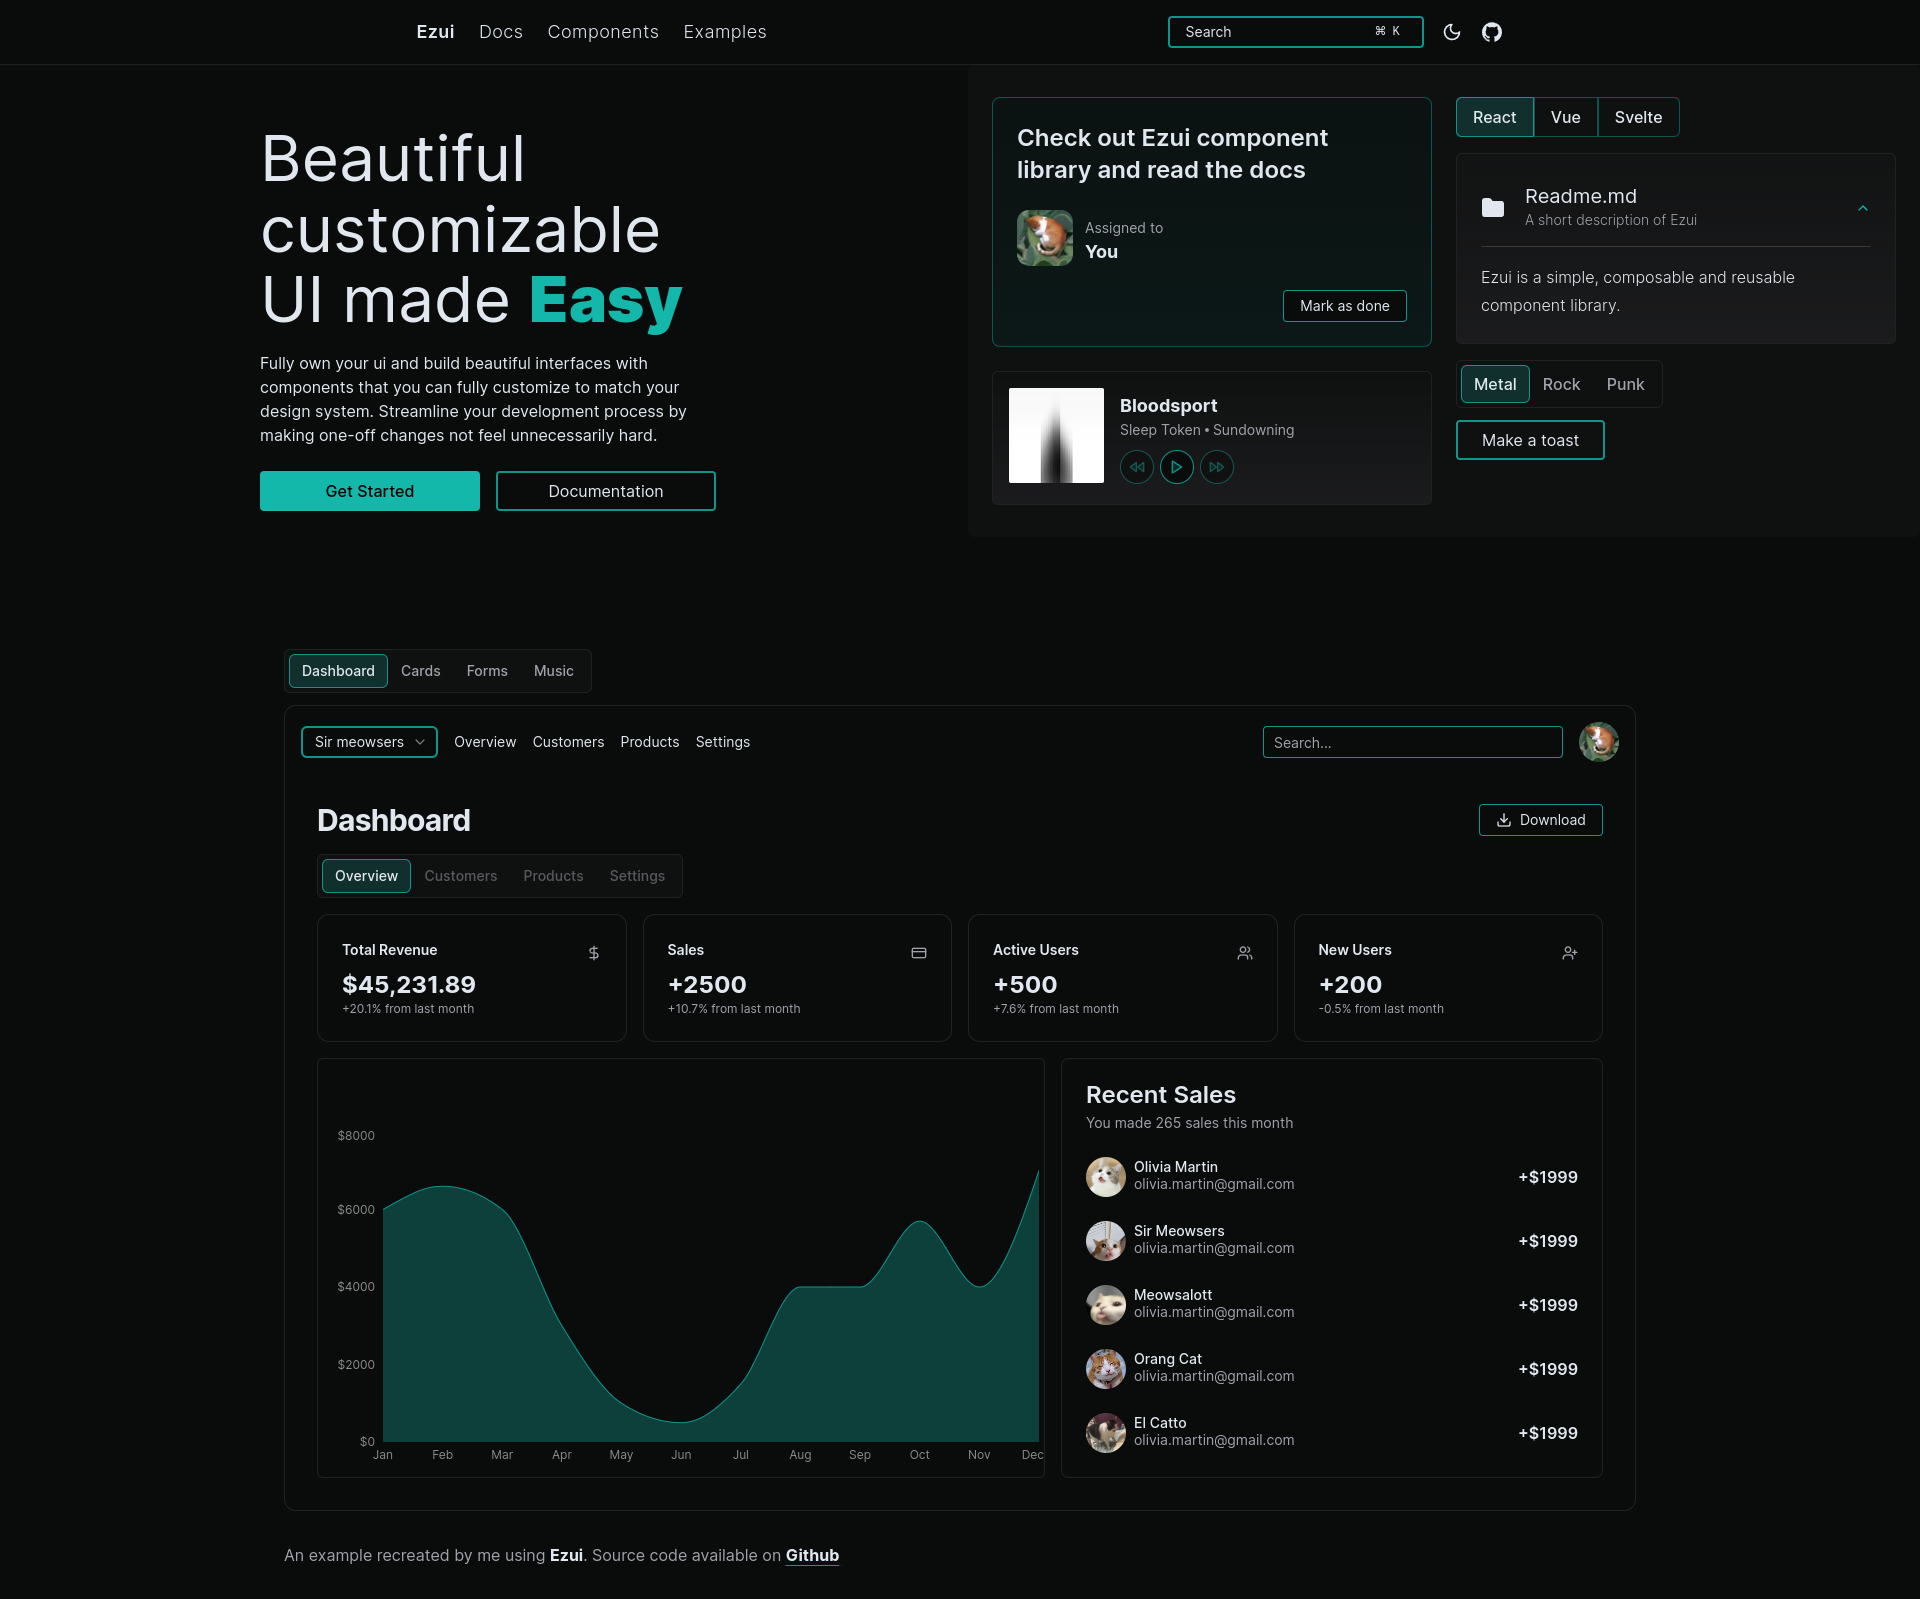 Ezui Docs Components Examples
Search ⌘ K
Beautiful
customizable
UI made Easy
Fully own your ui and build beautiful interfaces with
components that you can fully customize to match your
design system. Streamline your development process by
making one-off changes not feel unnecessarily hard.
Get Started
Documentation
Check out Ezui component
library and read the docs
Assigned to
You
Mark as done
Bloodsport
Sleep Token • Sundowning
React Vue Svelte
Readme.md
A short description of Ezui
Ezui is a simple, composable and reusable
component library.
Metal Rock Punk
Make a toast
Dashboard Cards Forms Music
Sir meowsers Overview Customers Products Settings
Search...
Dashboard
Download
Overview Customers Products Settings
Total Revenue
$45,231.89
+20.1% from last month
Sales
+2500
+10.7% from last month
Active Users
+500
+7.6% from last month
New Users
+200
-0.5% from last month
$8000
$6000
$4000
$2000
$0
Jan Feb Mar Apr May Jun Jul Aug Sep Oct Nov Dec
Recent Sales
You made 265 sales this month
Olivia Martin
olivia.martin@gmail.com
+$1999
Sir Meowsers
olivia.martin@gmail.com
+$1999
Meowsalott
olivia.martin@gmail.com
+$1999
Orang Cat
olivia.martin@gmail.com
+$1999
El Catto
olivia.martin@gmail.com
+$1999
An example recreated by me using Ezui. Source code available on Github